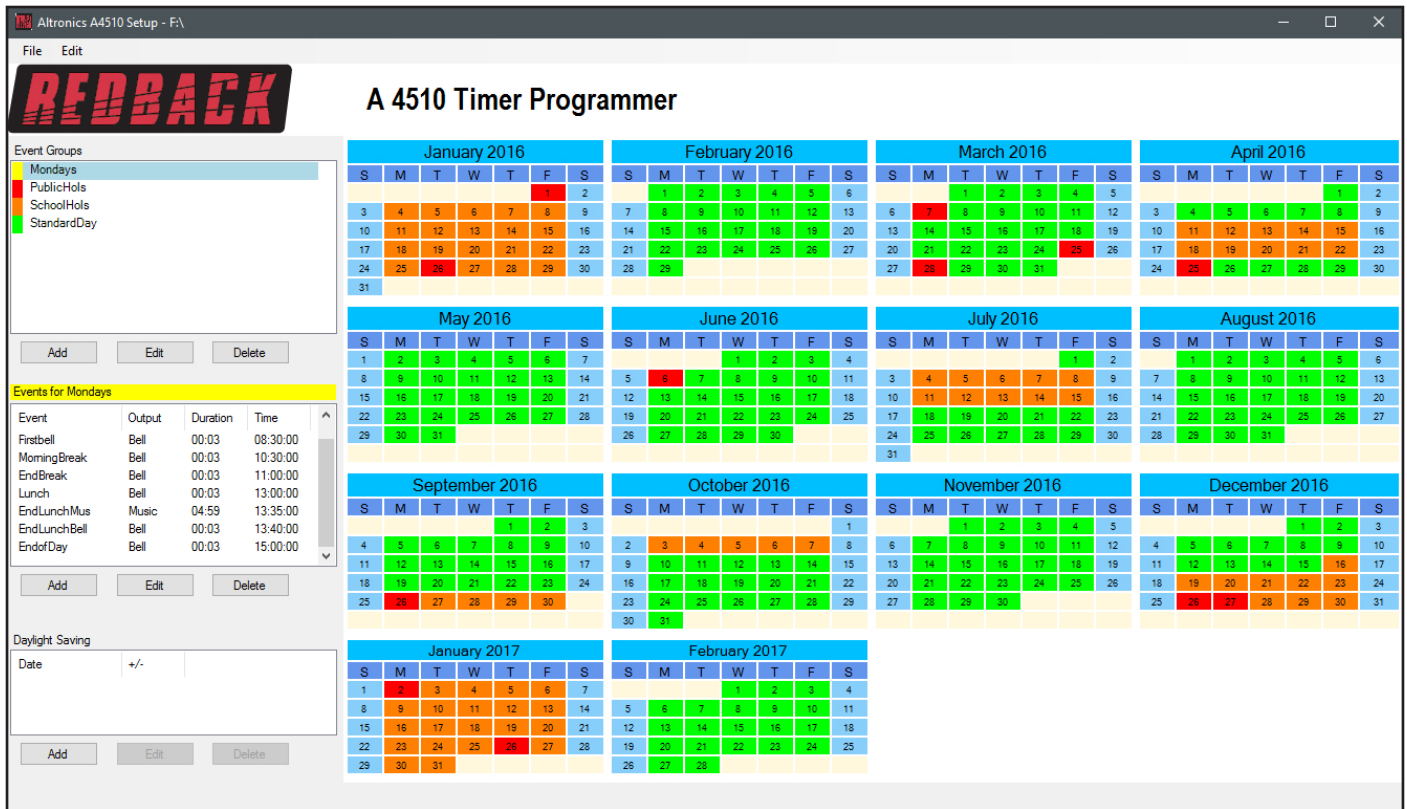 Altronics A4510 Setup - F:\
File Edit
REDBACK
A 4510 Timer Programmer
Event Groups
Mondays
PublicHols
SchoolHols
StandardDay
Add Edit Delete
Events for Mondays
Event Output Duration Time
Firstbell Bell 00:03 08:30:00
MorningBreak Bell 00:03 10:30:00
EndBreak Bell 00:03 11:00:00
Lunch Bell 00:03 13:00:00
EndLunchMus Music 04:59 13:35:00
EndLunchBell Bell 00:03 13:40:00
EndofDay Bell 00:03 15:00:00
Add Edit Delete
Daylight Saving
Date +/-
Add Edit Delete
January 2016
S M T W T F S
1 2
3 4 5 6 7 8 9
10 11 12 13 14 15 16
17 18 19 20 21 22 23
24 25 26 27 28 29 30
31
February 2016
S M T W T F S
1 2 3 4 5 6
7 8 9 10 11 12 13
14 15 16 17 18 19 20
21 22 23 24 25 26 27
28 29
March 2016
S M T W T F S
1 2 3 4 5
6 7 8 9 10 11 12
13 14 15 16 17 18 19
20 21 22 23 24 25 26
27 28 29 30 31
April 2016
S M T W T F S
1 2
3 4 5 6 7 8 9
10 11 12 13 14 15 16
17 18 19 20 21 22 23
24 25 26 27 28 29 30
May 2016
S M T W T F S
1 2 3 4 5 6 7
8 9 10 11 12 13 14
15 16 17 18 19 20 21
22 23 24 25 26 27 28
29 30 31
June 2016
S M T W T F S
1 2 3 4
5 6 7 8 9 10 11
12 13 14 15 16 17 18
19 20 21 22 23 24 25
26 27 28 29 30
July 2016
S M T W T F S
1 2
3 4 5 6 7 8 9
10 11 12 13 14 15 16
17 18 19 20 21 22 23
24 25 26 27 28 29 30
31
August 2016
S M T W T F S
1 2 3 4 5 6
7 8 9 10 11 12 13
14 15 16 17 18 19 20
21 22 23 24 25 26 27
28 29 30 31
September 2016
S M T W T F S
1 2 3
4 5 6 7 8 9 10
11 12 13 14 15 16 17
18 19 20 21 22 23 24
25 26 27 28 29 30
October 2016
S M T W T F S
1
2 3 4 5 6 7 8
9 10 11 12 13 14 15
16 17 18 19 20 21 22
23 24 25 26 27 28 29
30 31
November 2016
S M T W T F S
1 2 3 4 5
6 7 8 9 10 11 12
13 14 15 16 17 18 19
20 21 22 23 24 25 26
27 28 29 30
December 2016
S M T W T F S
1 2 3
4 5 6 7 8 9 10
11 12 13 14 15 16 17
18 19 20 21 22 23 24
25 26 27 28 29 30 31
January 2017
S M T W T F S
1 2 3 4 5 6 7
8 9 10 11 12 13 14
15 16 17 18 19 20 21
22 23 24 25 26 27 28
29 30 31
February 2017
S M T W T F S
1 2 3 4
5 6 7 8 9 10 11
12 13 14 15 16 17 18
19 20 21 22 23 24 25
26 27 28